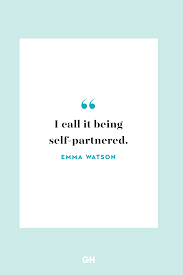 “
I call it being
self-partnered.
EMMA WATSON
GH